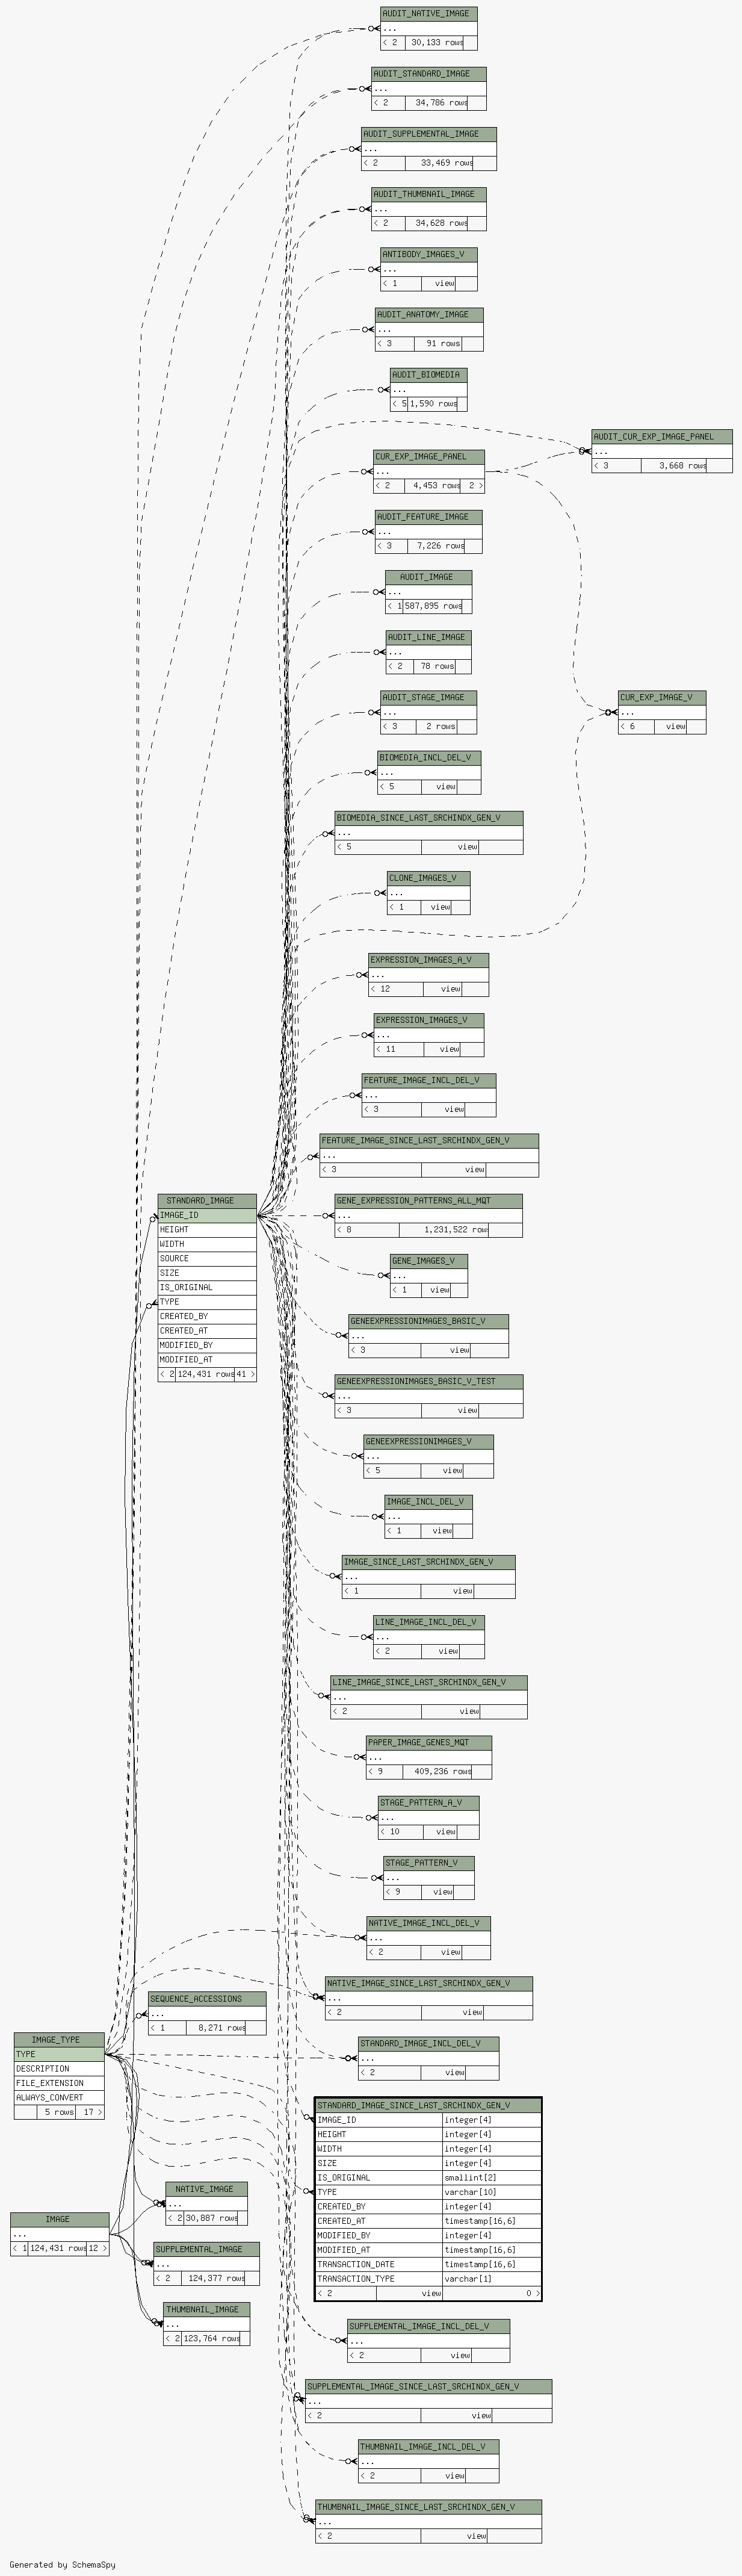 AUDIT_NATIVE_IMAGE
...
< 2 30,133 rows
AUDIT_STANDARD_IMAGE
...
< 2 34,786 rows
AUDIT_SUPPLEMENTAL_IMAGE
...
< 2 33,469 rows
AUDIT_THUMBNAIL_IMAGE
...
< 2 34,628 rows
ANTIBODY_IMAGES_V
...
< 1 view
AUDIT_ANATOMY_IMAGE
...
< 3 91 rows
AUDIT_BIOMEDIA
...
< 5 1,590 rows
AUDIT_CUR_EXP_IMAGE_PANEL
...
< 3 3,668 rows
CUR_EXP_IMAGE_PANEL
...
< 2 4,453 rows 2 >
AUDIT_FEATURE_IMAGE
...
< 3 7,226 rows
AUDIT_IMAGE
...
< 1 587,895 rows
AUDIT_LINE_IMAGE
...
< 2 78 rows
AUDIT_STAGE_IMAGE
...
< 3 2 rows
CUR_EXP_IMAGE_V
...
< 6 view
BIOMEDIA_INCL_DEL_V
...
< 5 view
BIOMEDIA_SINCE_LAST_SRCHINDX_GEN_V
...
< 5 view
CLONE_IMAGES_V
...
< 1 view
EXPRESSION_IMAGES_A_V
...
< 12 view
EXPRESSION_IMAGES_V
...
< 11 view
FEATURE_IMAGE_INCL_DEL_V
...
< 3 view
FEATURE_IMAGE_SINCE_LAST_SRCHINDX_GEN_V
...
< 3 view
STANDARD_IMAGE
IMAGE_ID
HEIGHT
WIDTH
SOURCE
SIZE
IS_ORIGINAL
TYPE
CREATED_BY
CREATED_AT
MODIFIED_BY
MODIFIED_AT
< 2 124,431 rows 41 >
GENE_EXPRESSION_PATTERNS_ALL_MQT
...
< 8 1,231,522 rows
GENE_IMAGES_V
...
< 1 view
GENEEXPRESSIONIMAGES_BASIC_V
...
< 3 view
GENEEXPRESSIONIMAGES_BASIC_V_TEST
...
< 3 view
GENEEXPRESSIONIMAGES_V
...
< 5 view
IMAGE_INCL_DEL_V
...
< 1 view
IMAGE_SINCE_LAST_SRCHINDX_GEN_V
...
< 1 view
LINE_IMAGE_INCL_DEL_V
...
< 2 view
LINE_IMAGE_SINCE_LAST_SRCHINDX_GEN_V
...
< 2 view
PAPER_IMAGE_GENES_MQT
...
< 9 409,236 rows
STAGE_PATTERN_A_V
...
< 10 view
STAGE_PATTERN_V
...
< 9 view
NATIVE_IMAGE_INCL_DEL_V
...
< 2 view
NATIVE_IMAGE_SINCE_LAST_SRCHINDX_GEN_V
...
< 2 view
SEQUENCE_ACCESSIONS
...
< 1 8,271 rows
IMAGE_TYPE
TYPE
DESCRIPTION
FILE_EXTENSION
ALWAYS_CONVERT
5 rows 17 >
STANDARD_IMAGE_INCL_DEL_V
...
< 2 view
STANDARD_IMAGE_SINCE_LAST_SRCHINDX_GEN_V
IMAGE_ID integer[4]
HEIGHT integer[4]
WIDTH integer[4]
SIZE integer[4]
IS_ORIGINAL smallint[2]
TYPE varchar[10]
CREATED_BY integer[4]
CREATED_AT timestamp[16,6]
MODIFIED_BY integer[4]
MODIFIED_AT timestamp[16,6]
TRANSACTION_DATE timestamp[16,6]
TRANSACTION_TYPE varchar[1]
< 2 view 0 >
NATIVE_IMAGE
...
< 2 30,887 rows
IMAGE
...
< 1 124,431 rows 12 >
SUPPLEMENTAL_IMAGE
...
< 2 124,377 rows
THUMBNAIL_IMAGE
...
< 2 123,764 rows
SUPPLEMENTAL_IMAGE_INCL_DEL_V
...
< 2 view
SUPPLEMENTAL_IMAGE_SINCE_LAST_SRCHINDX_GEN_V
...
< 2 view
THUMBNAIL_IMAGE_INCL_DEL_V
...
< 2 view
THUMBNAIL_IMAGE_SINCE_LAST_SRCHINDX_GEN_V
...
< 2 view
Generated by SchemaSpy